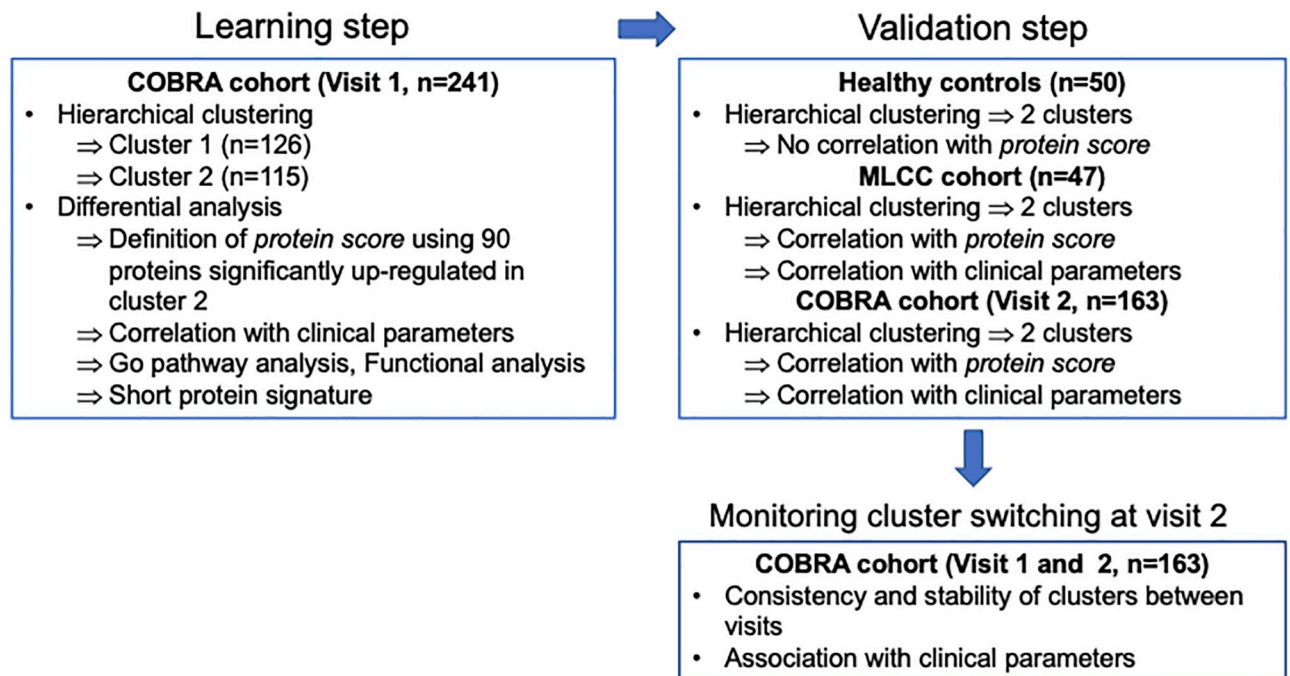 Learning step
COBRA cohort (Visit 1, n=241)
• Hierarchical clustering
⇒ Cluster 1 (n=126)
⇒ Cluster 2 (n=115)
• Differential analysis
⇒ Definition of protein score using 90
proteins significantly up-regulated in
cluster 2
⇒ Correlation with clinical parameters
⇒ Go pathway analysis, Functional analysis
⇒ Short protein signature
Validation step
Healthy controls (n=50)
• Hierarchical clustering ⇒ 2 clusters
⇒ No correlation with protein score
MLCC cohort (n=47)
• Hierarchical clustering ⇒ 2 clusters
⇒ Correlation with protein score
⇒ Correlation with clinical parameters
COBRA cohort (Visit 2, n=163)
• Hierarchical clustering ⇒ 2 clusters
⇒ Correlation with protein score
⇒ Correlation with clinical parameters
Monitoring cluster switching at visit 2
COBRA cohort (Visit 1 and 2, n=163)
• Consistency and stability of clusters between
visits
• Association with clinical parameters